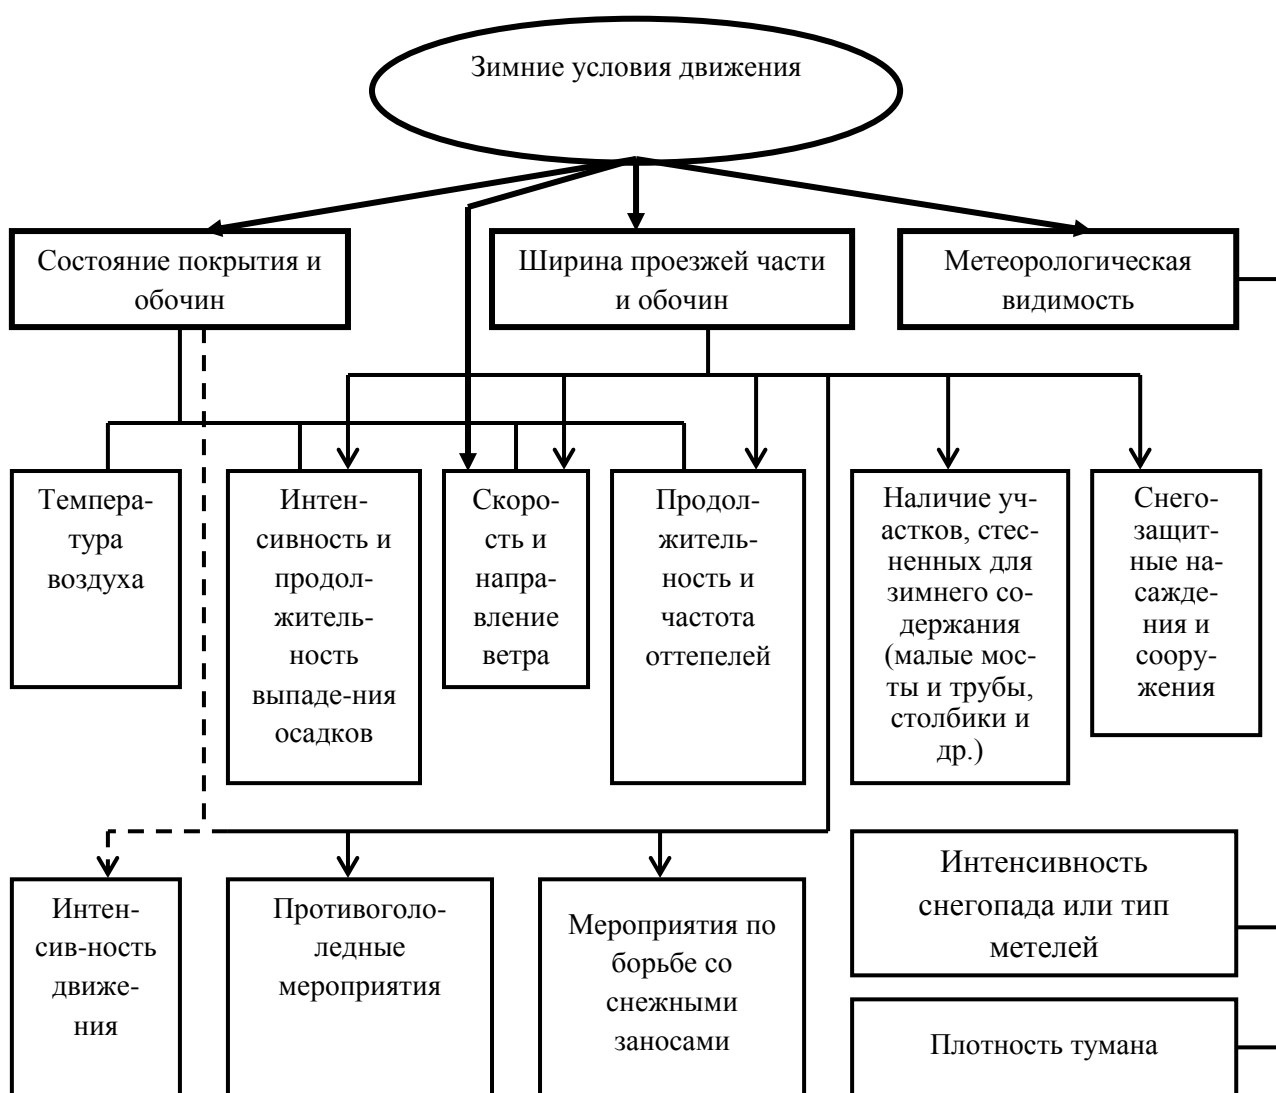 Зимние условия движения
Состояние покрытия и
обочин
Ширина проезжей части
и обочин
Метеорологическая
видимость
Темпера-
тура
воздуха
Интен-
сивность и
продол-
житель-
ность
выпаде-ния
осадков
Скоро-
сть и
напра-
вление
ветра
Продол-
житель-
ность и
частота
оттепелей
Наличие уч-
астков, стес-
ненных для
зимнего со-
держания
(малые мос-
ты и трубы,
столбики и
др.)
Снего-
защит-
ные на-
сажде-
ния и
соору-
жения
Интен-
сив-ность
движе-
ния
Противоголо-
ледные
мероприятия
Мероприятия по
борьбе со
снежными
заносами
Интенсивность
снегопада или тип
метелей
Плотность тумана